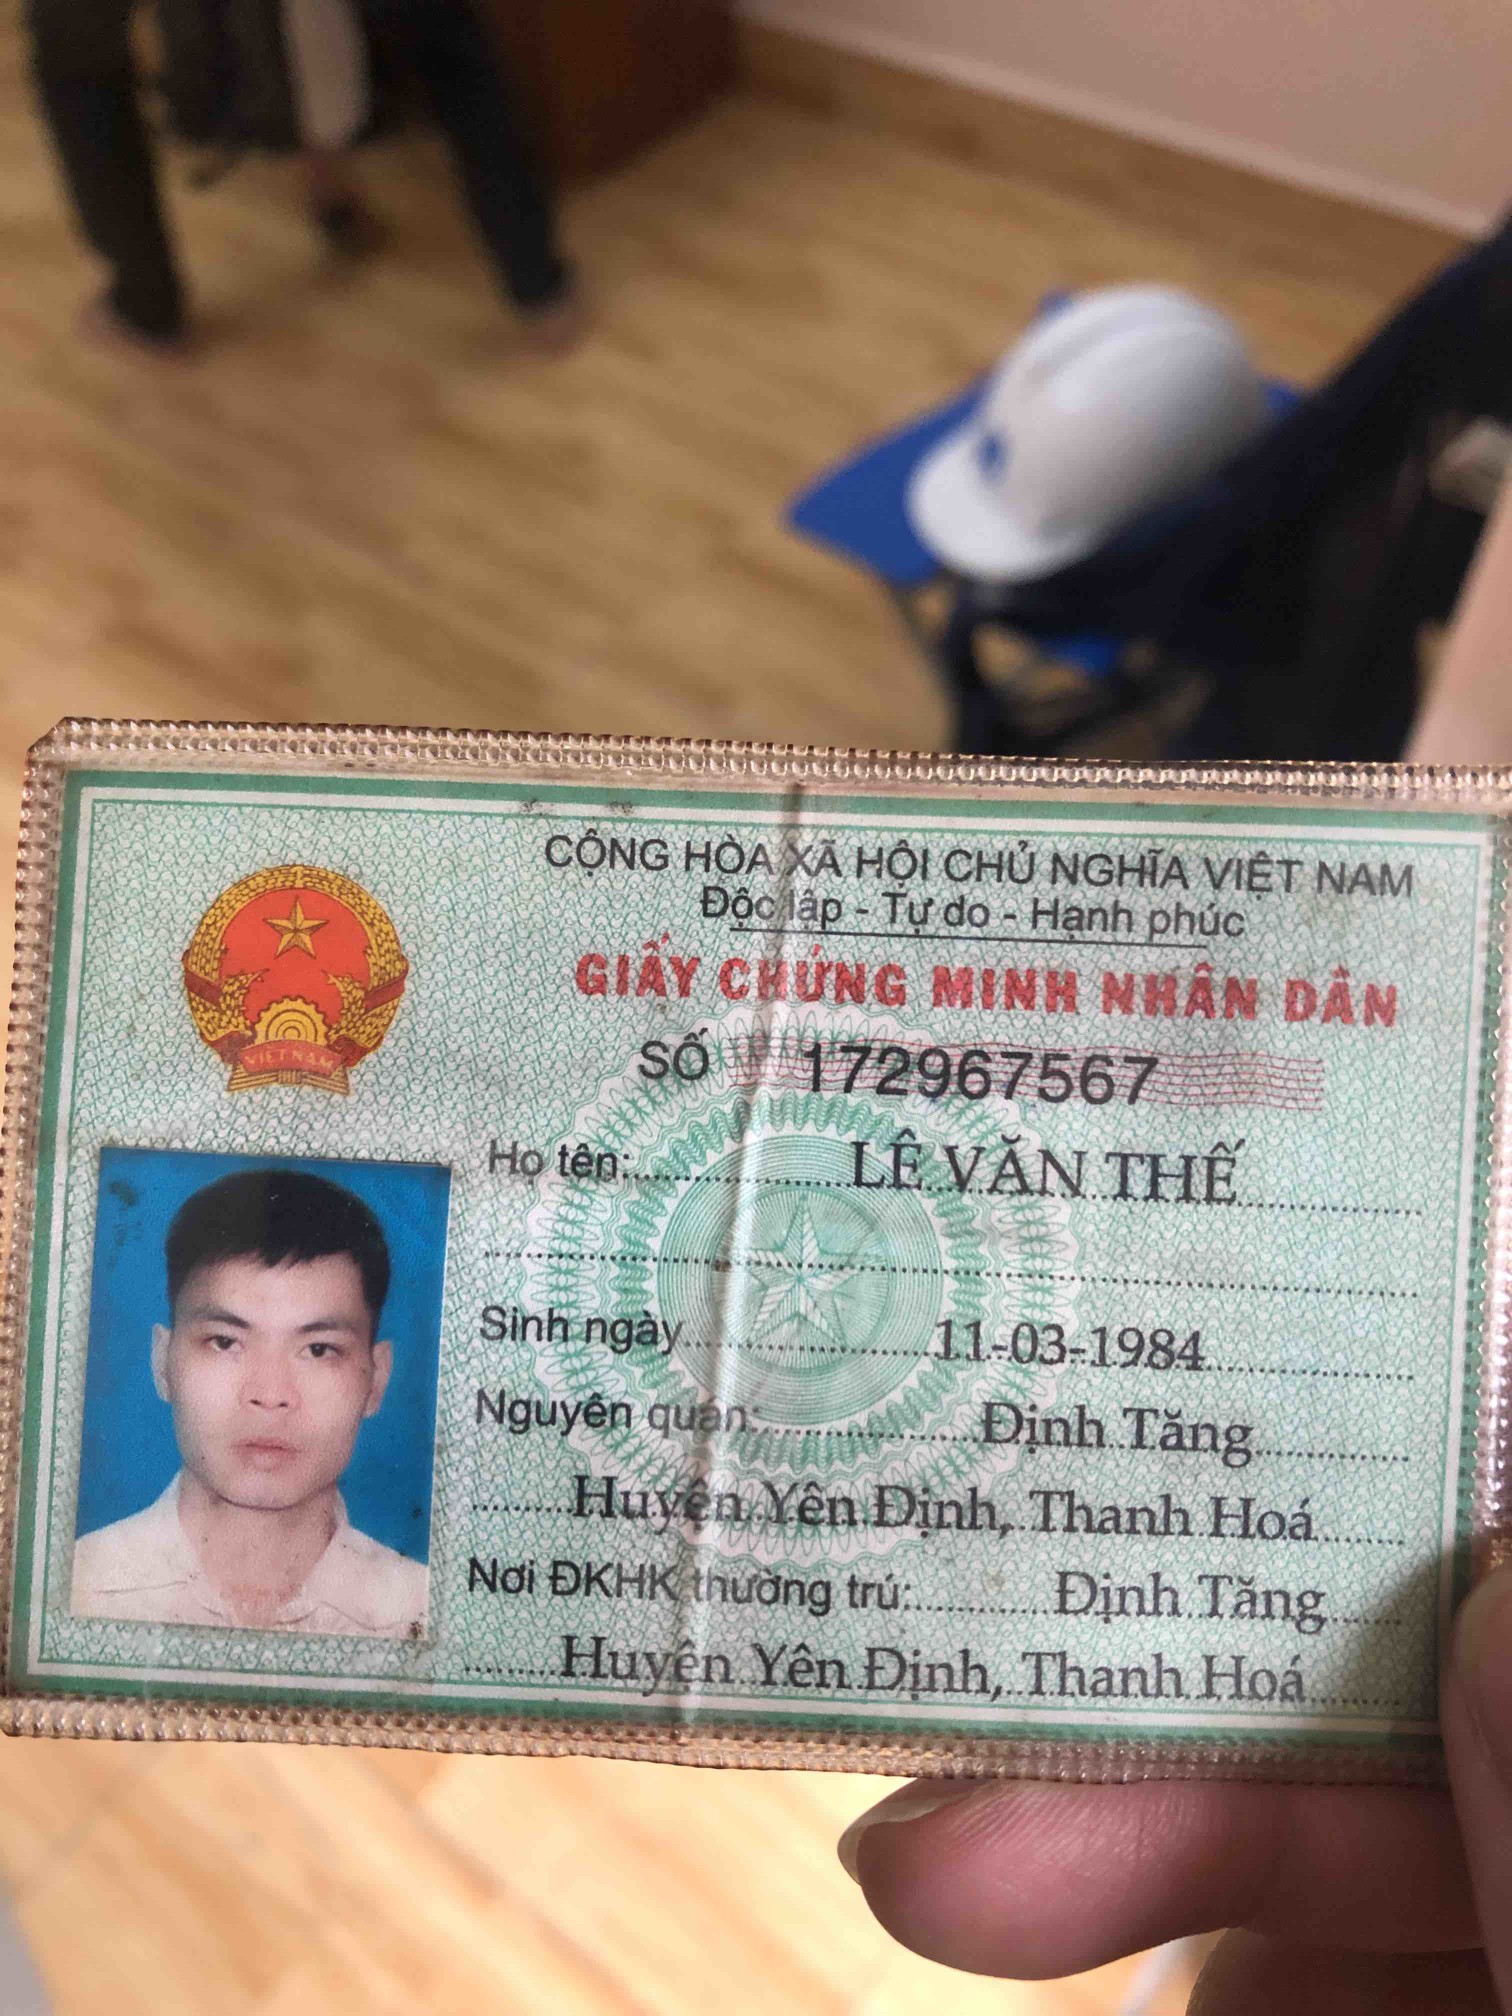 CỘNG HÒA XÃ HỘI CHỦ NGHĨA VIỆT NAM
Độc lập - Tự do - Hạnh phúc
GIẤY CHỨNG MINH NHÂN DÂN
SỐ 172967567
VIET NAM
Họ tên: LÊ VĂN THẾ
Sinh ngày 11-03-1984
Nguyên quán: Định Tăng
Huyện Yên Định, Thanh Hoá
Nơi ĐKHK thường trú: Định Tăng
Huyện Yên Định, Thanh Hoá